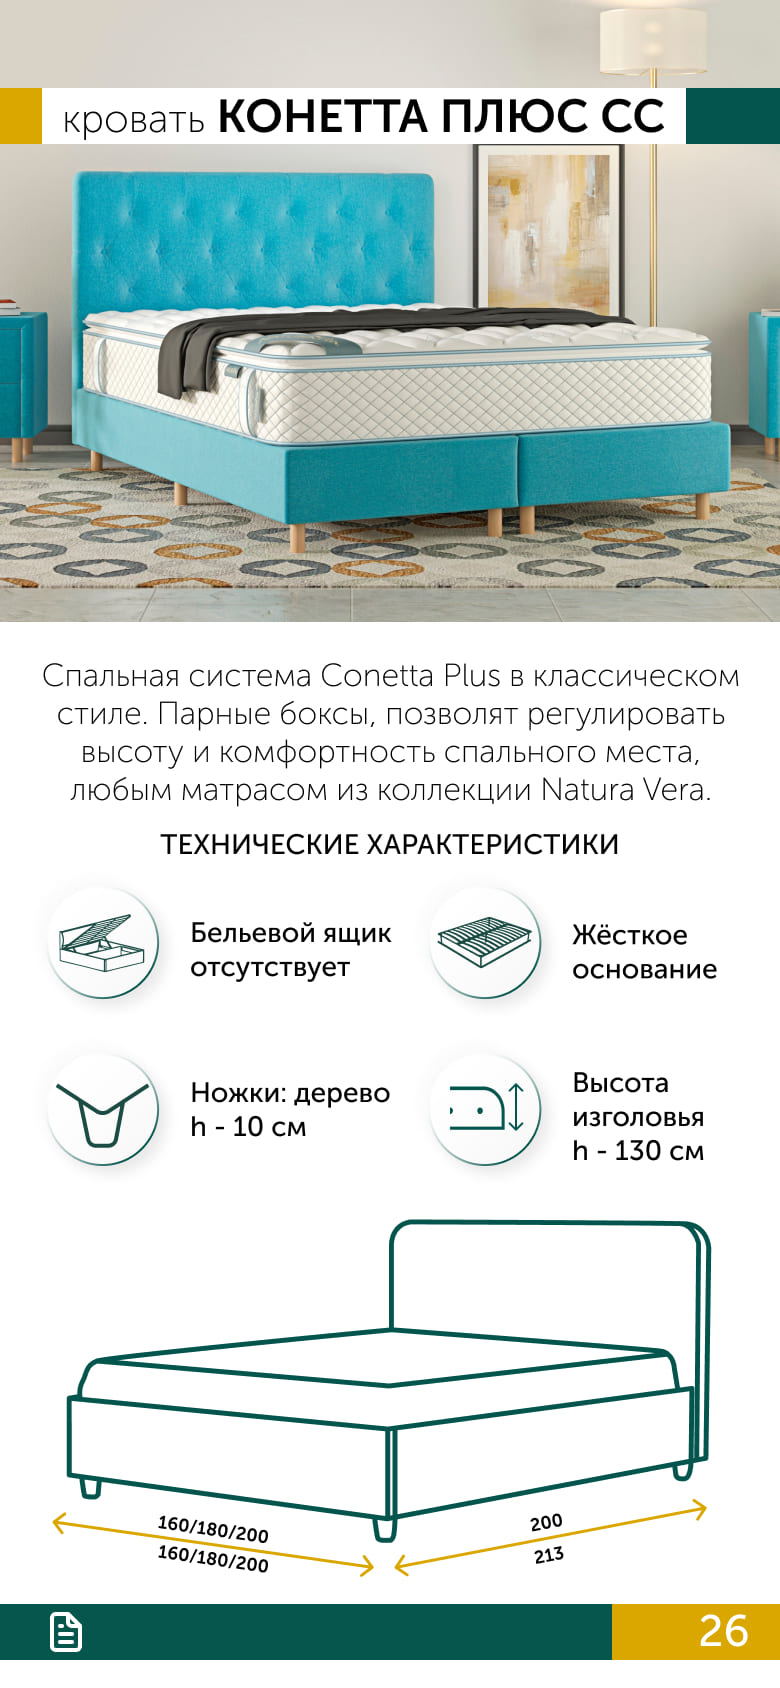 кровать КОНЕТТА ПЛЮС СС
Спальная система Conetta Plus в классическом
стиле. Парные боксы, позволят регулировать
высоту и комфортность спального места,
любым матрасом из коллекции Natura Vera.
ТЕХНИЧЕСКИЕ ХАРАКТЕРИСТИКИ
Бельевой ящик
отсутствует
Жёсткое
основание
Ножки: дерево
h - 10 см
Высота
изголовья
h - 130 см
160/180/200
160/180/200
200
213
26